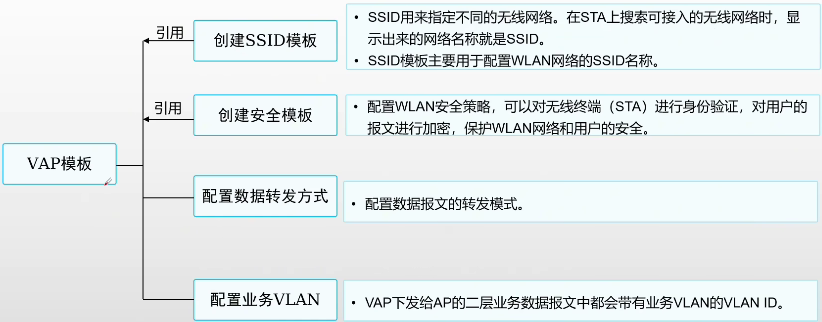 引用
创建SSID模板
• SSID用来指定不同的无线网络。在STA上搜索可接入的无线网络时，显
示出来的网络名称就是SSID。
• SSID模板主要用于配置WLAN网络的SSID名称。
引用
创建安全模板
• 配置WLAN安全策略，可以对无线终端（STA）进行身份验证，对用户的
报文进行加密，保护WLAN网络和用户的安全。
VAP模板
配置数据转发方式
• 配置数据报文的转发模式。
配置业务VLAN
• VAP下发给AP的二层业务数据报文中都会带有业务VLAN的VLAN ID。